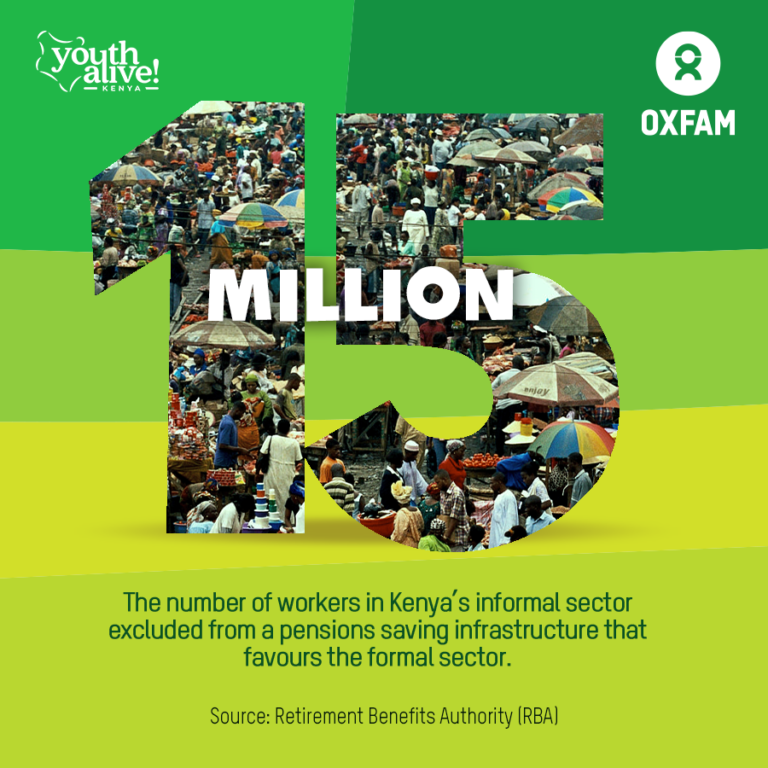 youth
alive!
KENYA
OXFAM
15
MILLION
enjoy
The number of workers in Kenya's informal sector
excluded from a pensions saving infrastructure that
favours the formal sector.
Source: Retirement Benefits Authority (RBA)